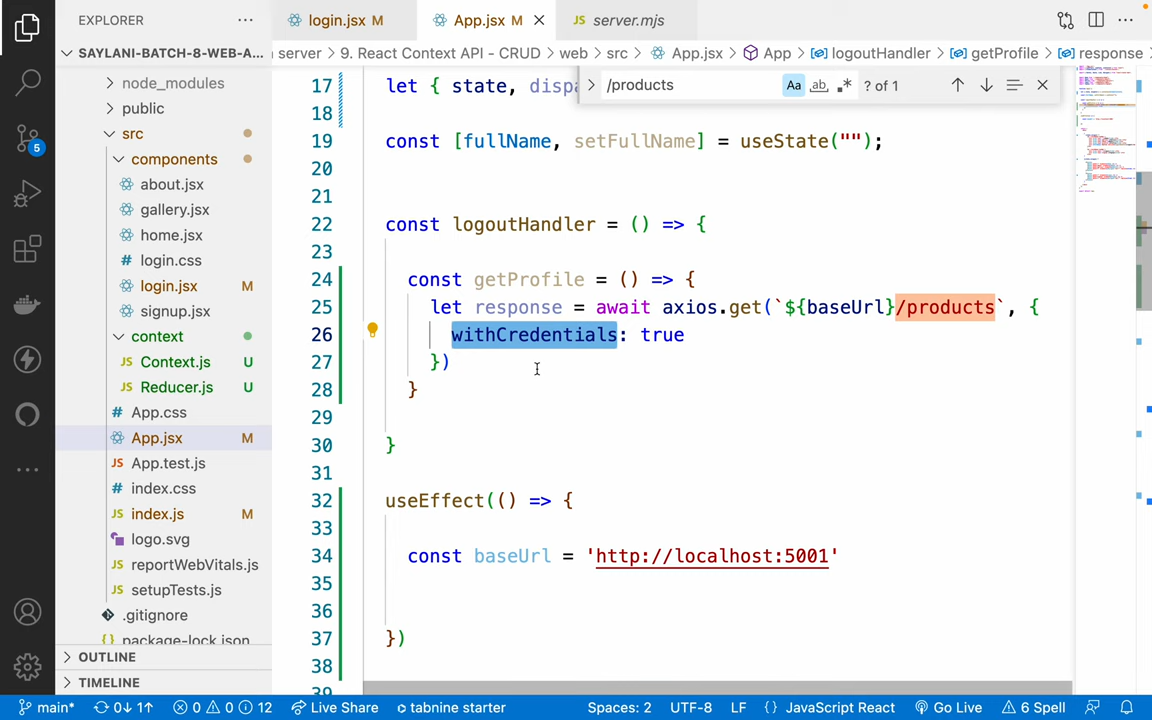 EXPLORER
login.jsx M
App.jsx M
server.mjs
SAYLANI-BATCH-8-WEB-A...
server > 9. React Context API - CRUD > web > src > App.jsx > App > logoutHandler > getProfile > response
node_modules
public
src
components
about.jsx
gallery.jsx
home.jsx
login.css
login.jsx M
signup.jsx
context
Context.js U
Reducer.js U
App.css
App.jsx M
App.test.js
index.css
index.js M
logo.svg
reportWebVitals.js
setupTests.js
.gitignore
package-lock.json
OUTLINE
TIMELINE
/products
Aa ab .* ? of 1
17 let { state, dispa
18
19 const [fullName, setFullName] = useState("");
20
21
22 const logoutHandler = () => {
23
24 const getProfile = () => {
25 let response = await axios.get(`${baseUrl}/products`, {
26 withCredentials: true
27 })
28 }
29
30 }
31
32 useEffect(() => {
33
34 const baseUrl = 'http://localhost:5001'
35
36
37 })
38
39
5
main* 0↓ 1↑ 0 0 12 Live Share tabnine starter Spaces: 2 UTF-8 LF {} JavaScript React Go Live 6 Spell